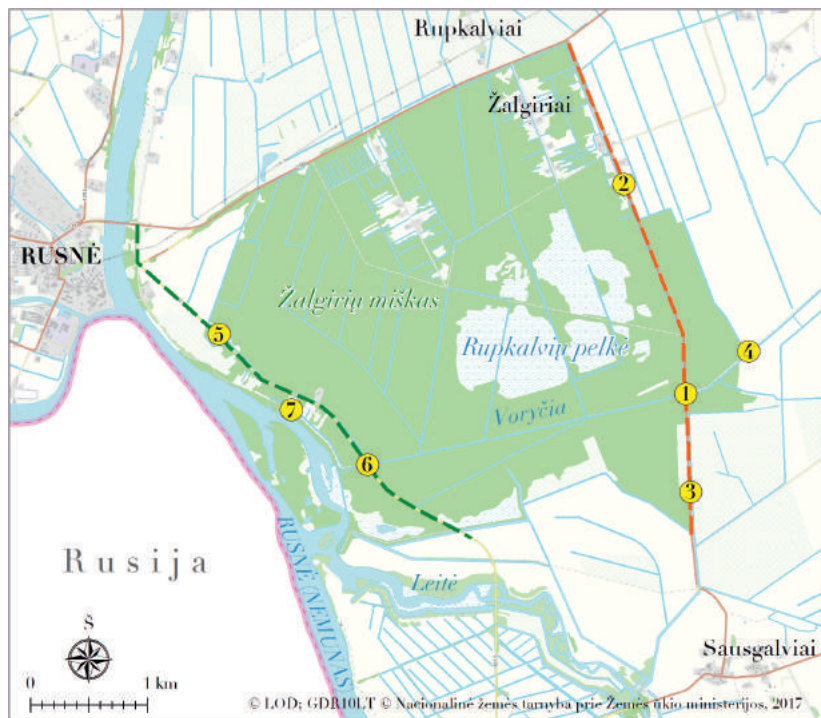 Rupkalviai
Žalgiriai
2
RUSNĖ
Žalgirių miškas
5
Rupkalvių pelkė
4
1
7
Voryčia
6
3
Rusija
RUSNĖ (NEMUNAS)
Leitė
Š
Sausgalviai
0 1 km
© LOD; GDR10LT © Nacionalinė žemės tarnyba prie Žemės ūkio ministerijos, 2017